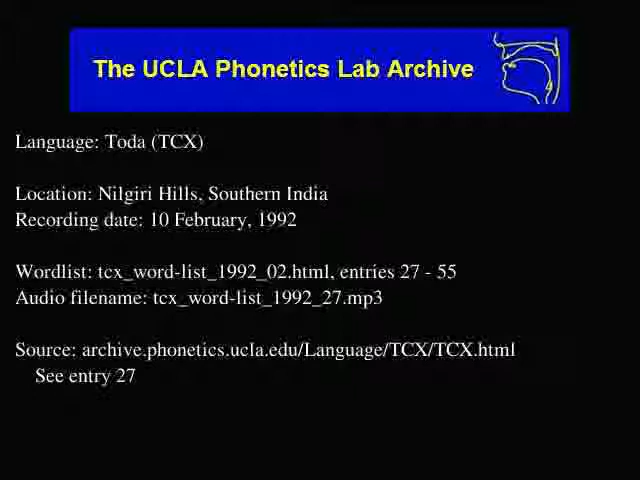 The UCLA Phonetics Lab Archive
Language: Toda (TCX)
Location: Nilgiri Hills, Southern India
Recording date: 10 February, 1992
Wordlist: tcx_word-list_1992_02.html, entries 27 - 55
Audio filename: tcx_word-list_1992_27.mp3
Source: archive.phonetics.ucla.edu/Language/TCX/TCX.html
See entry 27